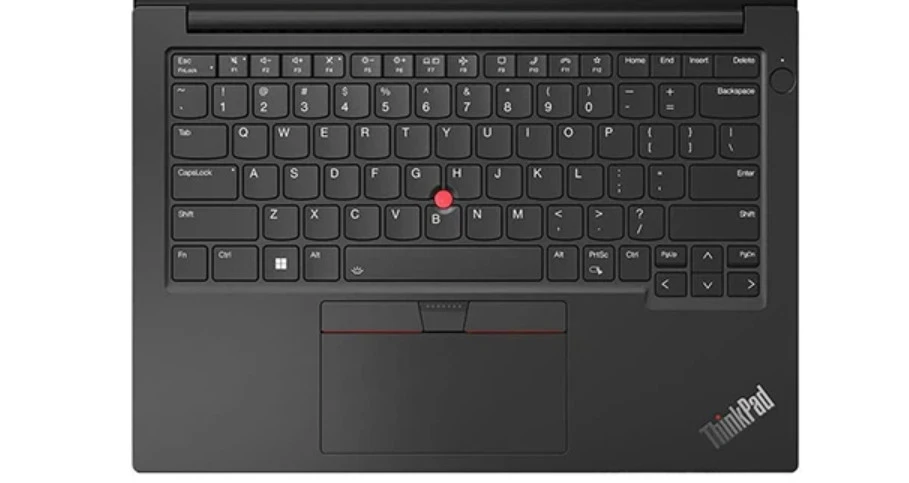 Esc Home End Insert Delete
FnLock F1 F2 F3 F4 F5 F6 F7 F8 F9 F10 F11 F12
~ ! @ # $ % ^ & * ( ) - + Backspace
1 2 3 4 5 6 7 8 9 0 =
Tab Q W E R T Y U I O P { } |
[ ] \
CapsLock A S D F G H J K L : " Enter
;
Shift Z X C V B N M < > ? Shift
, . /
Fn Ctrl Alt Alt PrtSc Ctrl PgUp PgDn
ThinkPad